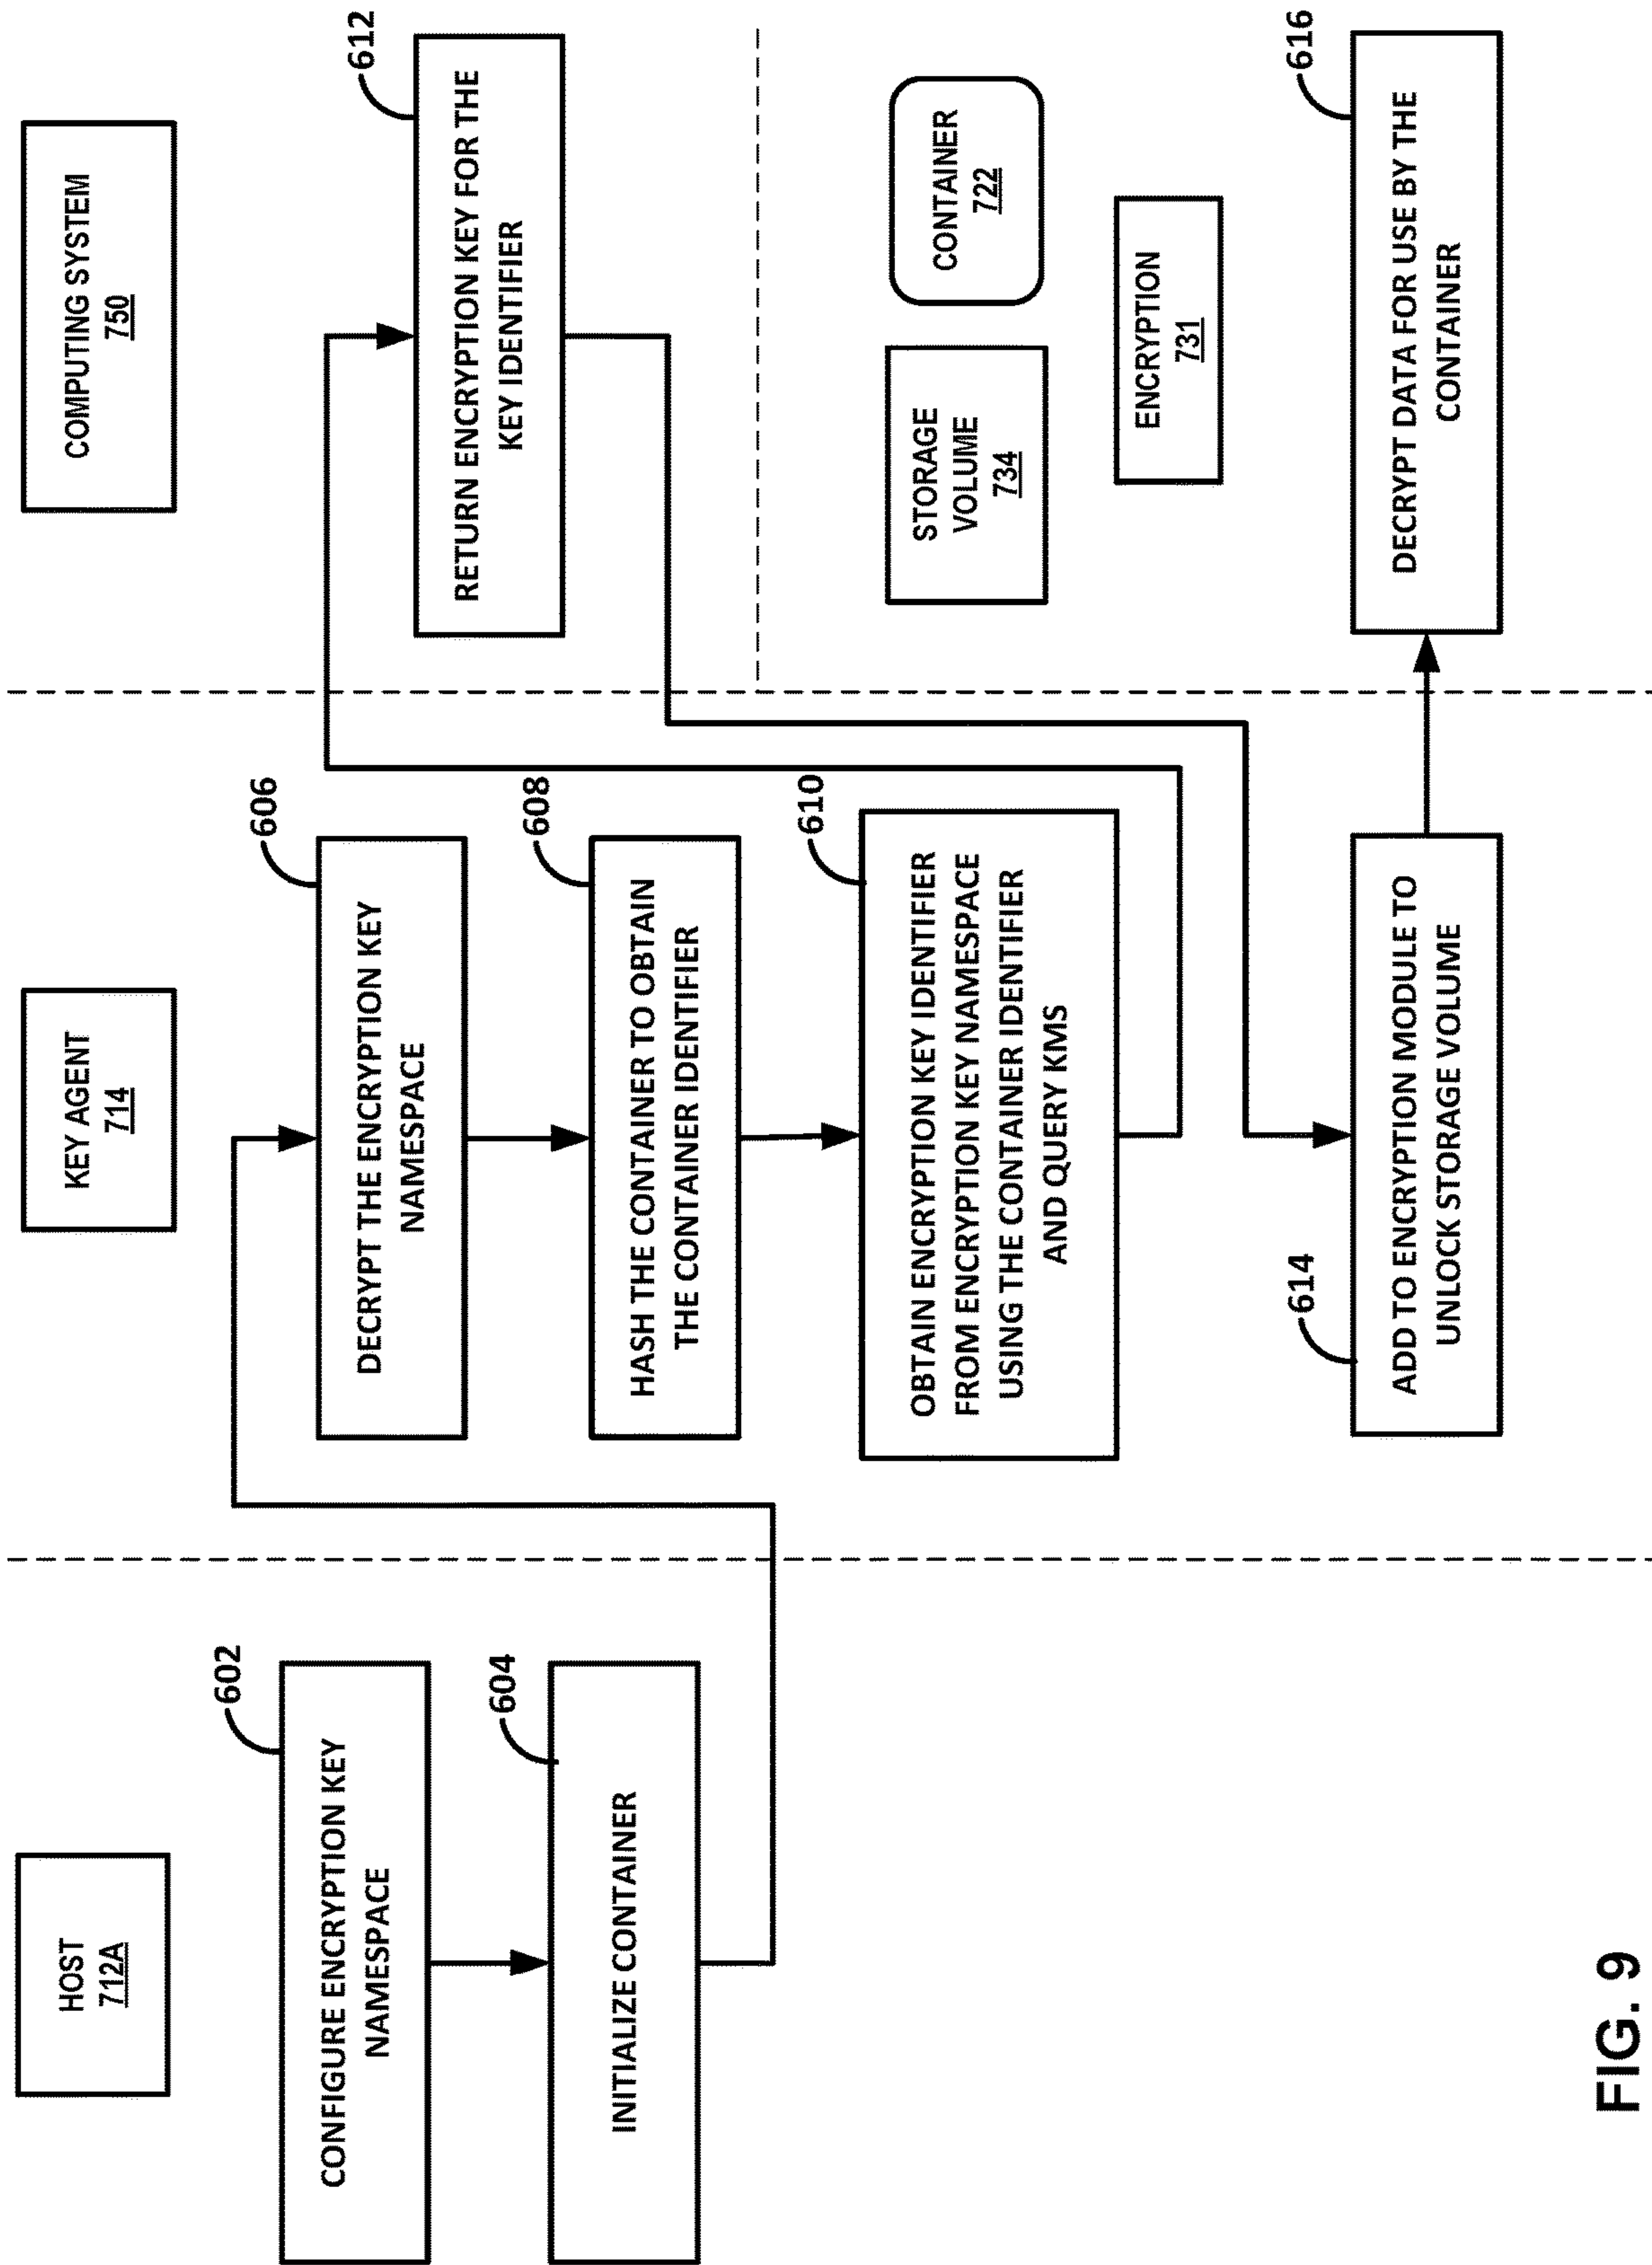 HOST
712A
602
CONFIGURE ENCRYPTION KEY
NAMESPACE
604
INITIALIZE CONTAINER
KEY AGENT
714
606
DECRYPT THE ENCRYPTION KEY
NAMESPACE
608
HASH THE CONTAINER TO OBTAIN
THE CONTAINER IDENTIFIER
610
OBTAIN ENCRYPTION KEY IDENTIFIER
FROM ENCRYPTION KEY NAMESPACE
USING THE CONTAINER IDENTIFIER
AND QUERY KMS
614
ADD TO ENCRYPTION MODULE TO
UNLOCK STORAGE VOLUME
COMPUTING SYSTEM
750
612
RETURN ENCRYPTION KEY FOR THE
KEY IDENTIFIER
STORAGE
VOLUME
734
CONTAINER
722
ENCRYPTION
731
616
DECRYPT DATA FOR USE BY THE
CONTAINER
FIG. 9